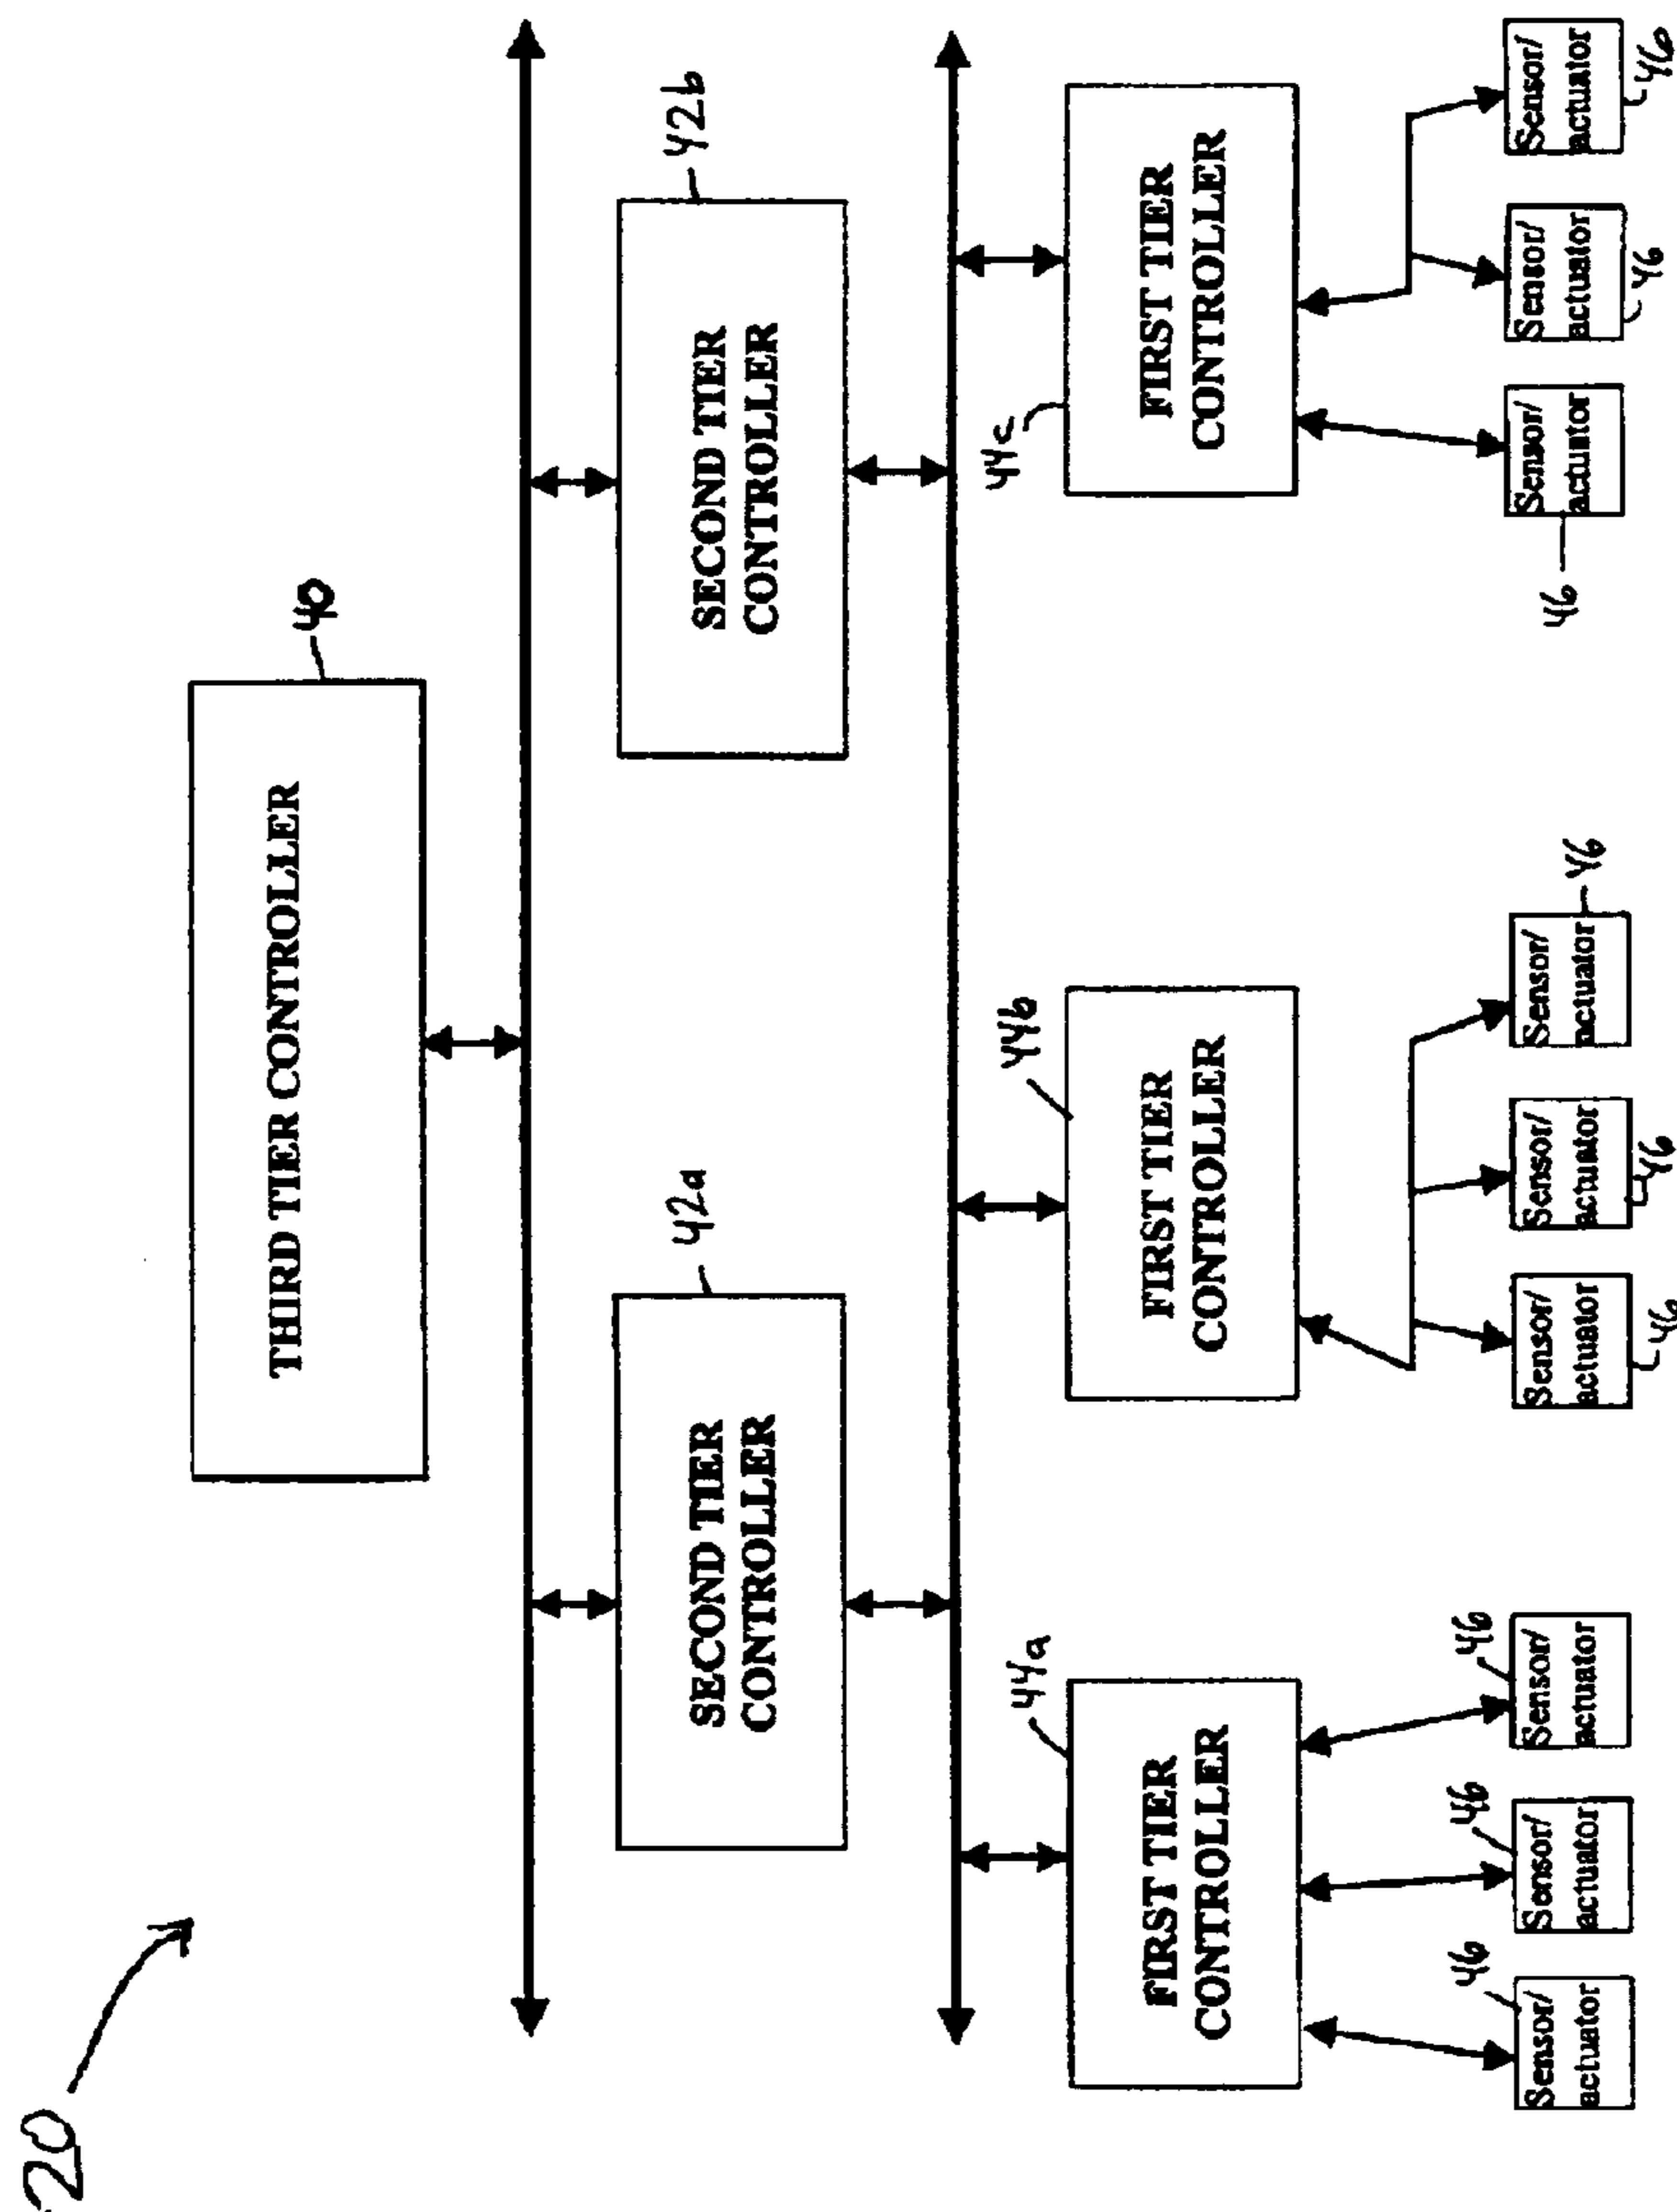 20
THIRD TIER CONTROLLER
40
42a
42b
SECOND TIER
CONTROLLER
SECOND TIER
CONTROLLER
44a
44b
44c
FIRST TIER
CONTROLLER
FIRST TIER
CONTROLLER
FIRST TIER
CONTROLLER
46
46
46
46
46
46
46
46
46
Sensor/
actuator
Sensor/
actuator
Sensor/
actuator
Sensor/
actuator
Sensor/
actuator
Sensor/
actuator
Sensor/
actuator
Sensor/
actuator
Sensor/
actuator